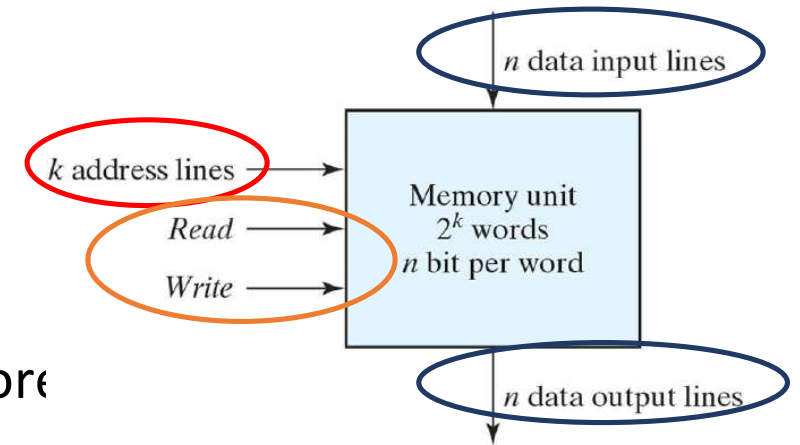 n data input lines
k address lines
Read
Write
Memory unit
2^k words
n bit per word
n data output lines